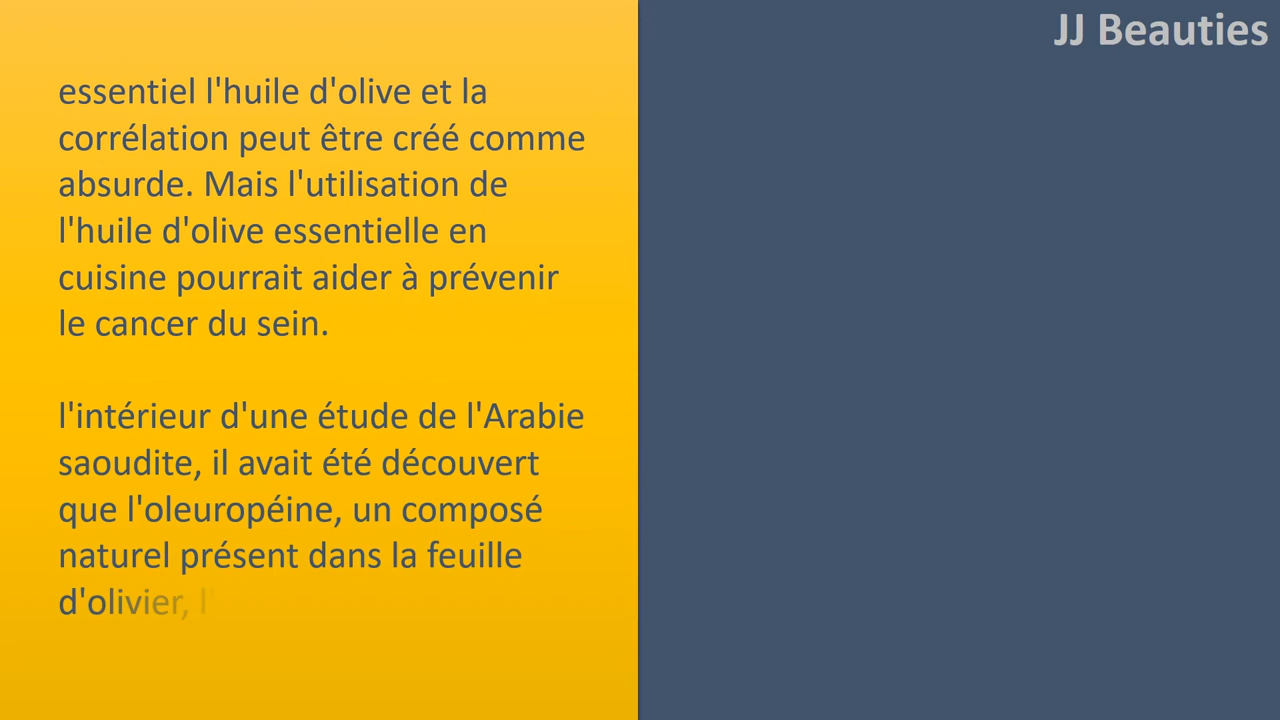 JJ Beauties
essentiel l'huile d'olive et la
corrélation peut être créé comme
absurde. Mais l'utilisation de
l'huile d'olive essentielle en
cuisine pourrait aider à prévenir
le cancer du sein.
l'intérieur d'une étude de l'Arabie
saoudite, il avait été découvert
que l'oleuropéine, un composé
naturel présent dans la feuille
d'olivier, l'